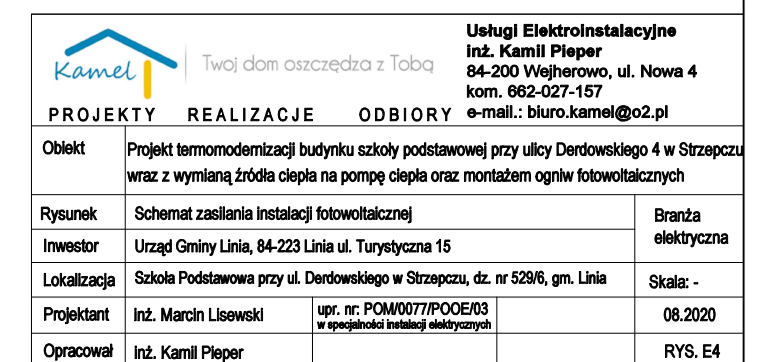 Kamel
Twoj dom oszczędza z Tobą
PROJEKTY REALIZACJE ODBIORY
Usługi Elektroinstalacyjne
inż. Kamil Pieper
84-200 Wejherowo, ul. Nowa 4
kom. 662-027-157
e-mail.: biuro.kamel@o2.pl
Obiekt
Projekt termomodernizacji budynku szkoły podstawowej przy ulicy Derdowskiego 4 w Strzepczu
wraz z wymianą źródła ciepła na pompę ciepła oraz montażem ogniw fotowoltaicznych
Rysunek Schemat zasilania instalacji fotowoltaicznej
Branża
elektryczna
Inwestor Urząd Gminy Linia, 84-223 Linia ul. Turystyczna 15
Lokalizacja Szkoła Podstawowa przy ul. Derdowskiego w Strzepczu, dz. nr 529/6, gm. Linia Skala: -
Projektant inż. Marcin Lisewski upr. nr: POM/0077/POOE/03 08.2020
w specjalności instalacji elektrycznych
Opracował inż. Kamil Pieper RYS. E4